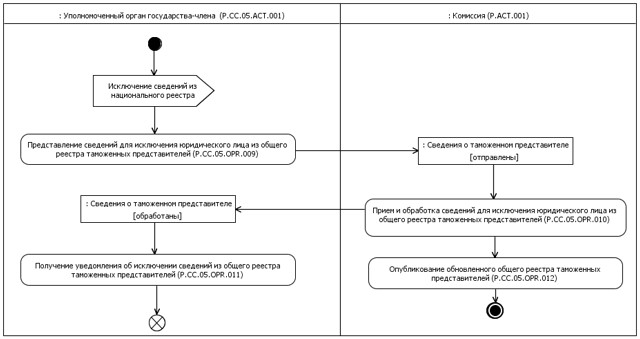 : Уполномоченный орган государства-члена (P.CC.05.ACT.001)
: Комиссия (P.ACT.001)
Исключение сведений из
национального реестра
Представление сведений для исключения юридического лица из общего
реестра таможенных представителей (P.CC.05.OPR.009)
: Сведения о таможенном представителе
[отправлены]
: Сведения о таможенном представителе
[обработаны]
Прием и обработка сведений для исключения юридического лица из
общего реестра таможенных представителей (P.CC.05.OPR.010)
Получение уведомления об исключении сведений из общего реестра
таможенных представителей (P.CC.05.OPR.011)
Опубликование обновленного общего реестра таможенных
представителей (P.CC.05.OPR.012)